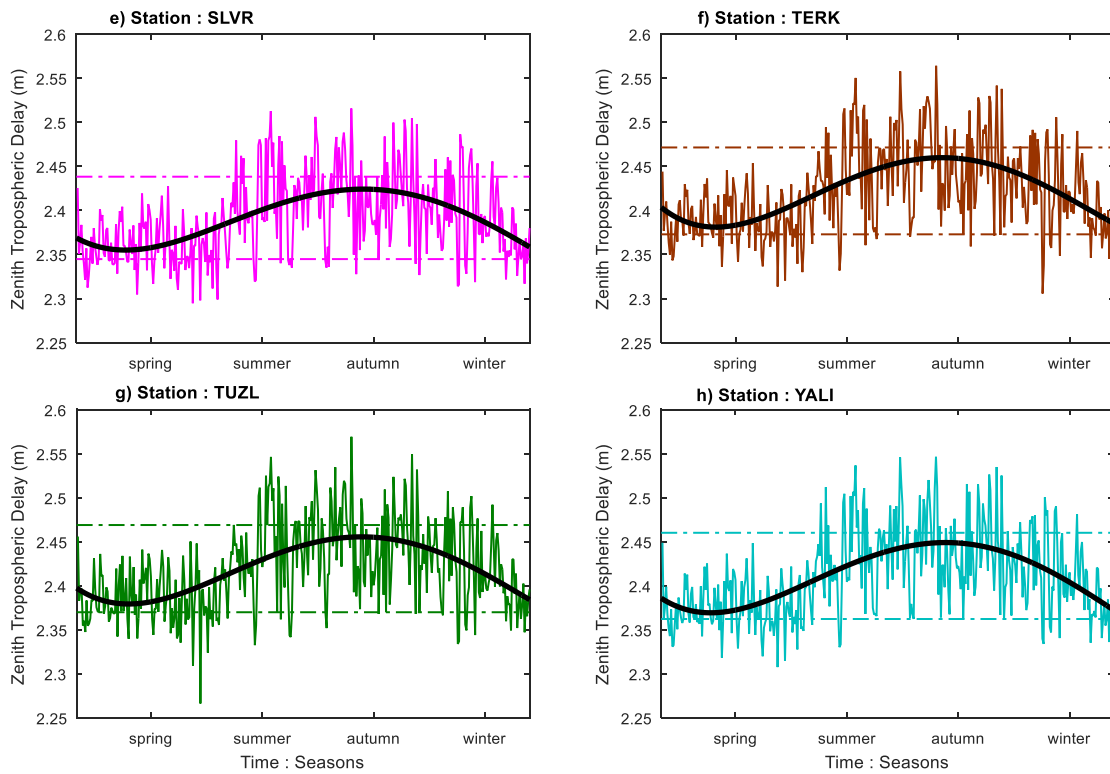 e) Station : SLVR
Zenith Tropospheric Delay (m)
2.6
2.55
2.5
2.45
2.4
2.35
2.3
2.25
spring summer autumn winter
f) Station : TERK
Zenith Tropospheric Delay (m)
2.6
2.55
2.5
2.45
2.4
2.35
2.3
2.25
spring summer autumn winter
g) Station : TUZL
Zenith Tropospheric Delay (m)
2.6
2.55
2.5
2.45
2.4
2.35
2.3
2.25
spring summer autumn winter
Time : Seasons
h) Station : YALI
Zenith Tropospheric Delay (m)
2.6
2.55
2.5
2.45
2.4
2.35
2.3
2.25
spring summer autumn winter
Time : Seasons